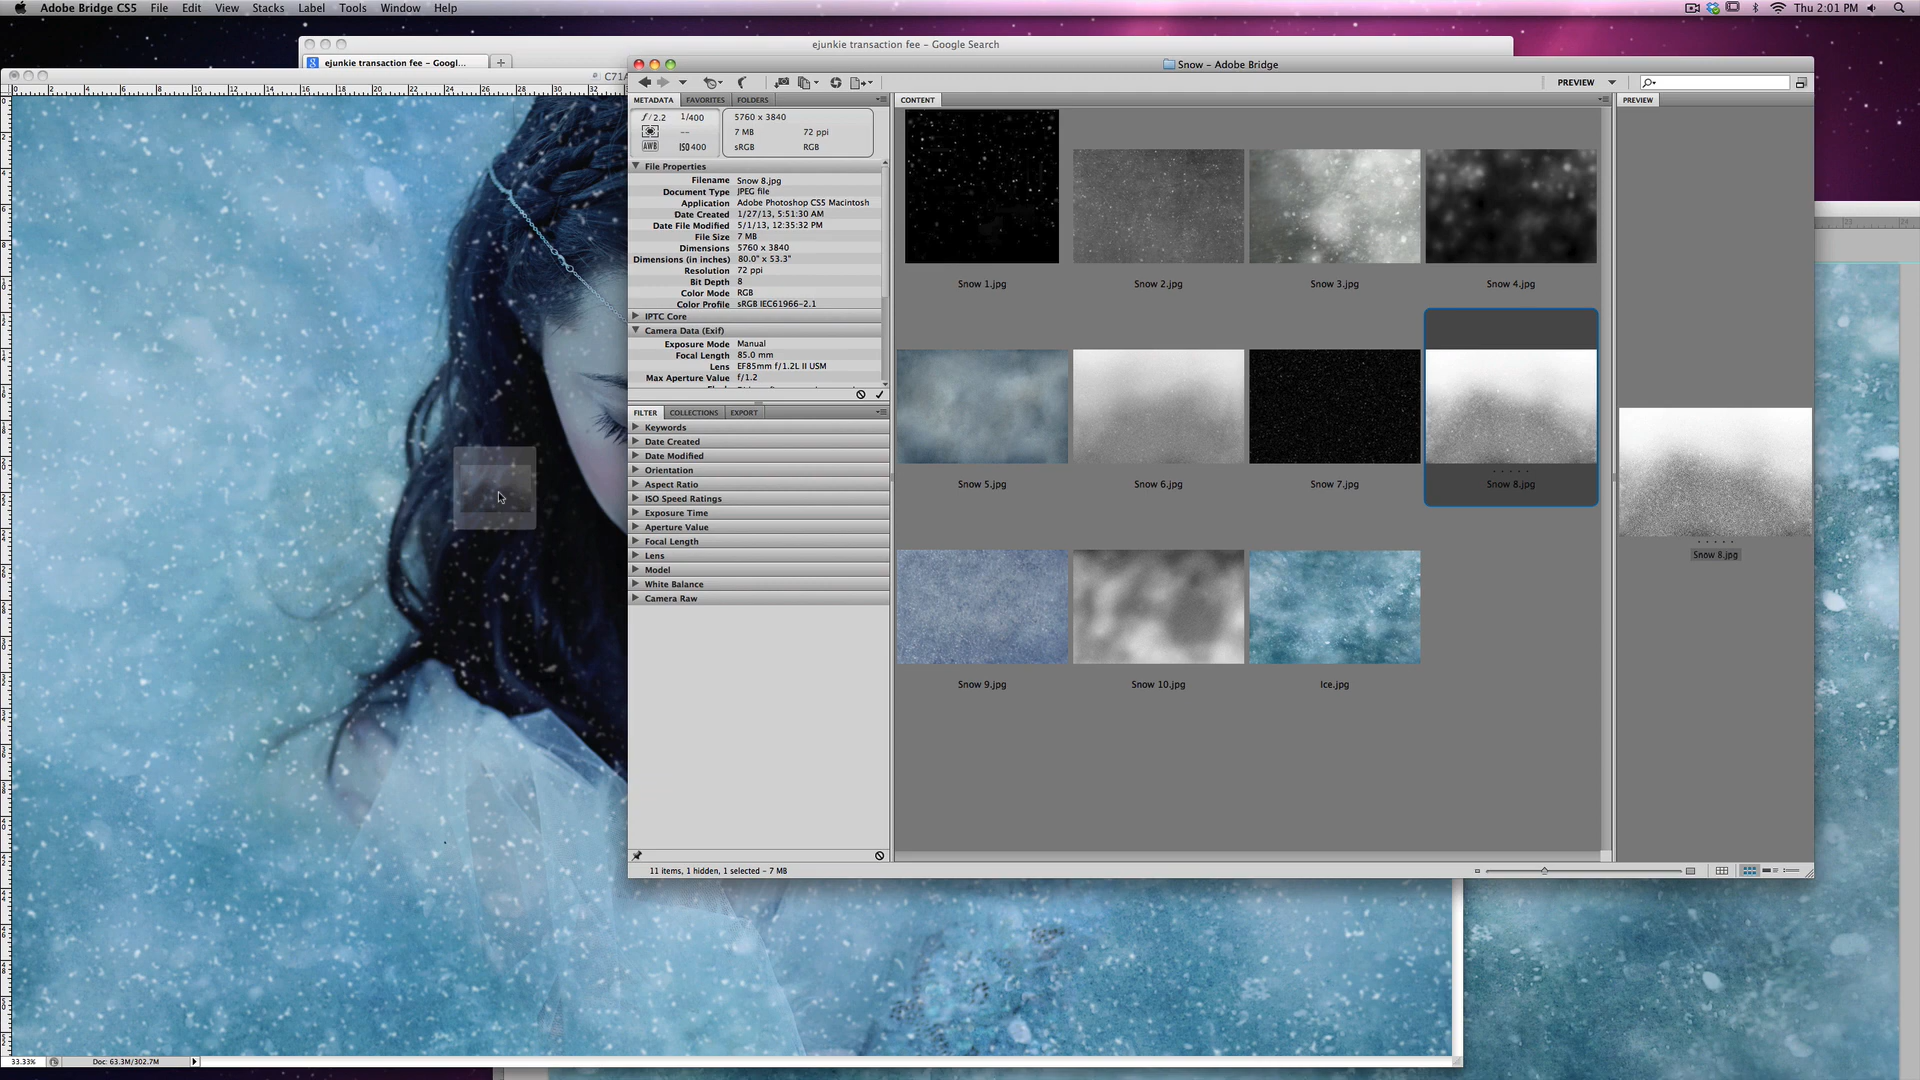 Adobe Bridge CS5 File Edit View Stacks Label Tools Window Help Thu 2:01 PM
ejunkie transaction fee - Google Search
ejunkie transaction fee - Googl...
C71A
Snow - Adobe Bridge
PREVIEW
METADATA FAVORITES FOLDERS
CONTENT
PREVIEW
f/2.2 1/400
-- 
AWB ISO400
5760 x 3840
7 MB 72 ppi
sRGB RGB
File Properties
Filename Snow 8.jpg
Document Type JPEG file
Application Adobe Photoshop CS5 Macintosh
Date Created 1/27/13, 5:51:30 AM
Date File Modified 5/1/13, 12:35:32 PM
File Size 7 MB
Dimensions 5760 x 3840
Dimensions (in inches) 80.0" x 53.3"
Resolution 72 ppi
Bit Depth 8
Color Mode RGB
Color Profile sRGB IEC61966-2.1
IPTC Core
Camera Data (Exif)
Exposure Mode Manual
Focal Length 85.0 mm
Lens EF85mm f/1.2L II USM
Max Aperture Value f/1.2
FILTER COLLECTIONS EXPORT
Keywords
Date Created
Date Modified
Orientation
Aspect Ratio
ISO Speed Ratings
Exposure Time
Aperture Value
Focal Length
Lens
Model
White Balance
Camera Raw
Snow 1.jpg Snow 2.jpg Snow 3.jpg Snow 4.jpg
Snow 5.jpg Snow 6.jpg Snow 7.jpg Snow 8.jpg
Snow 9.jpg Snow 10.jpg Ice.jpg
Snow 8.jpg
11 items, 1 hidden, 1 selected - 7 MB
33.33% Doc: 63.3M/302.7M